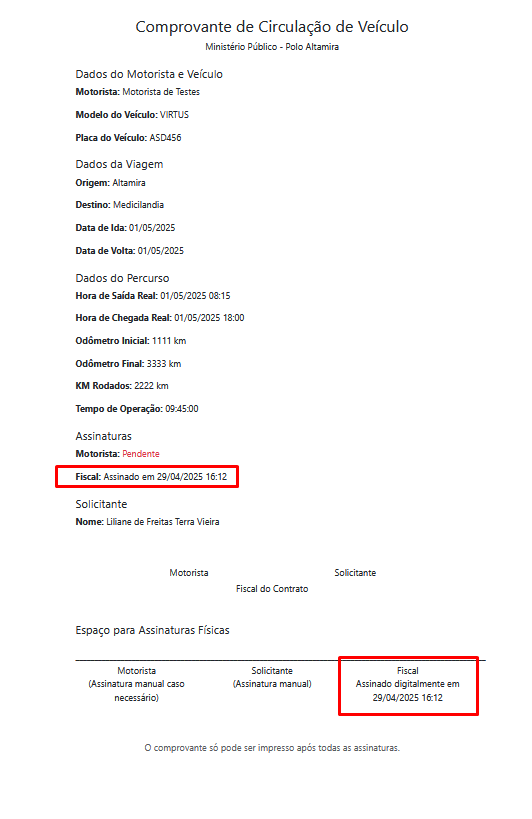 Comprovante de Circulação de Veículo
Ministério Público - Polo Altamira
Dados do Motorista e Veículo
Motorista: Motorista de Testes
Modelo do Veículo: VIRTUS
Placa do Veículo: ASD456
Dados da Viagem
Origem: Altamira
Destino: Medicilandia
Data de Ida: 01/05/2025
Data de Volta: 01/05/2025
Dados do Percurso
Hora de Saída Real: 01/05/2025 08:15
Hora de Chegada Real: 01/05/2025 18:00
Odômetro Inicial: 1111 km
Odômetro Final: 3333 km
KM Rodados: 2222 km
Tempo de Operação: 09:45:00
Assinaturas
Motorista: Pendente
Fiscal: Assinado em 29/04/2025 16:12
Solicitante
Nome: Liliane de Freitas Terra Vieira
Motorista Solicitante
Fiscal do Contrato
Espaço para Assinaturas Físicas
Motorista Solicitante Fiscal
(Assinatura manual caso (Assinatura manual) Assinado digitalmente em
necessário) 29/04/2025 16:12
O comprovante só pode ser impresso após todas as assinaturas.